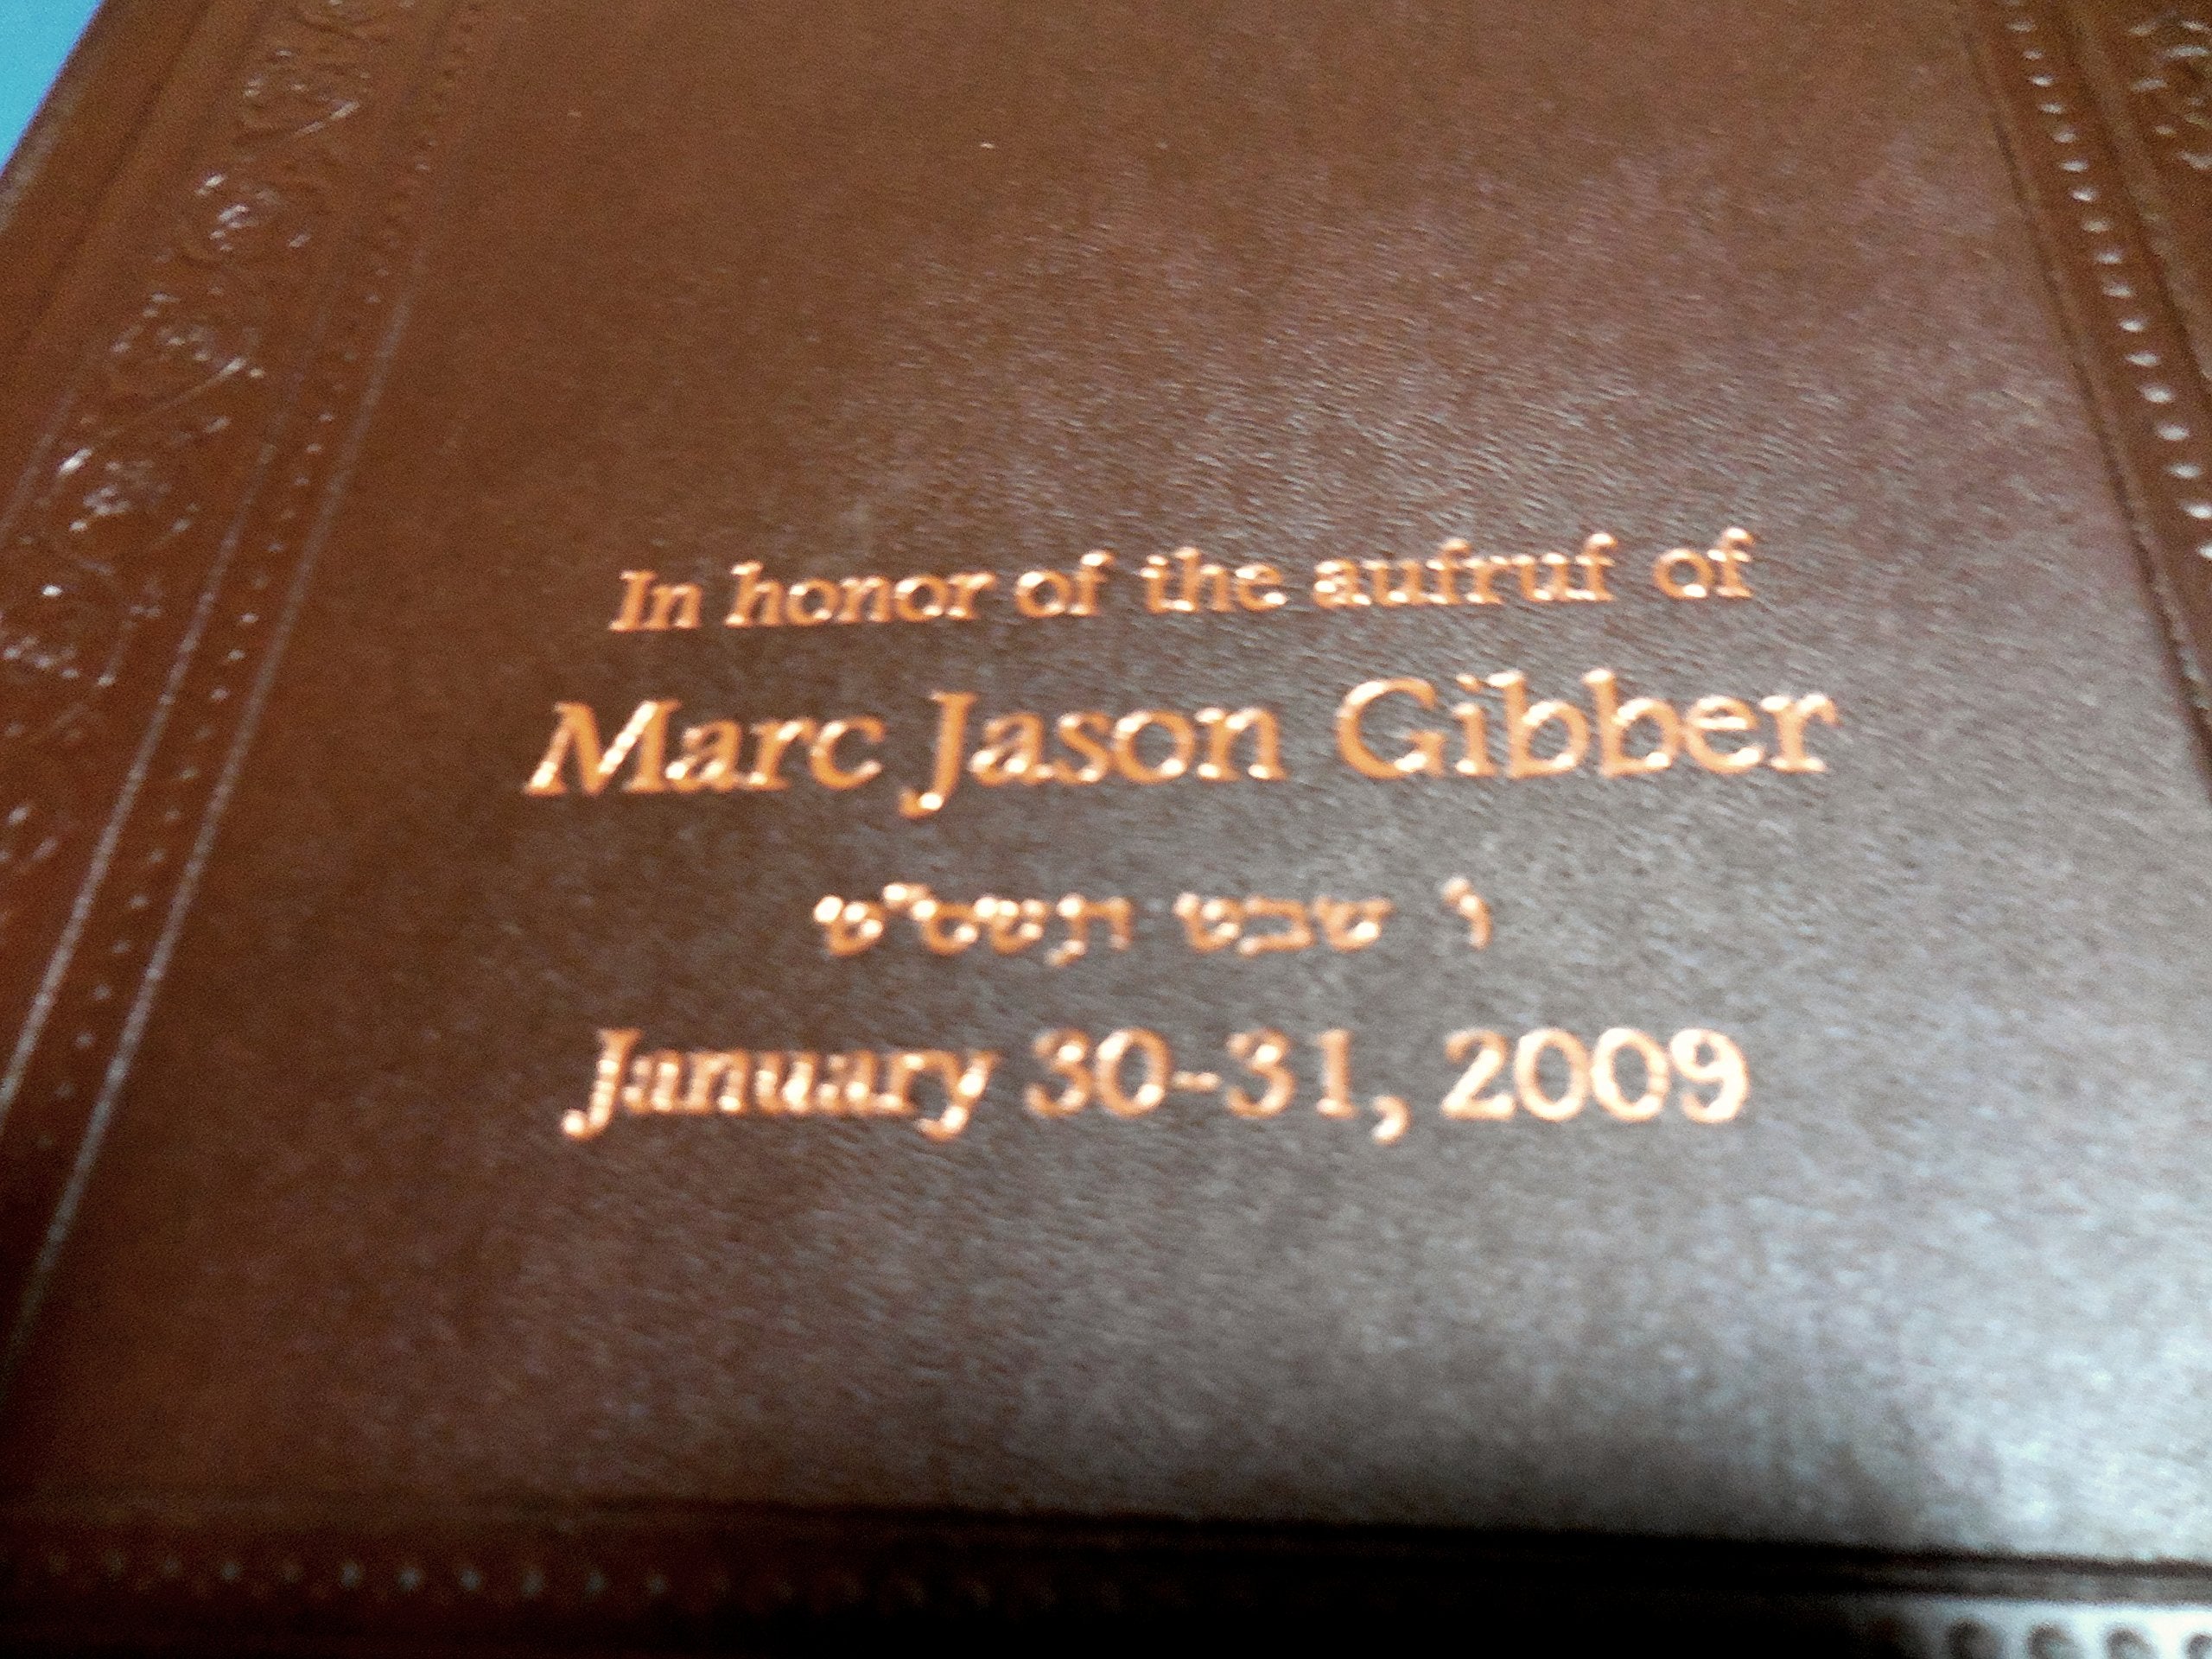 In honor of the aufruf of
Marc Jason Gibber
ו שבט תשס"ט
January 30-31, 2009